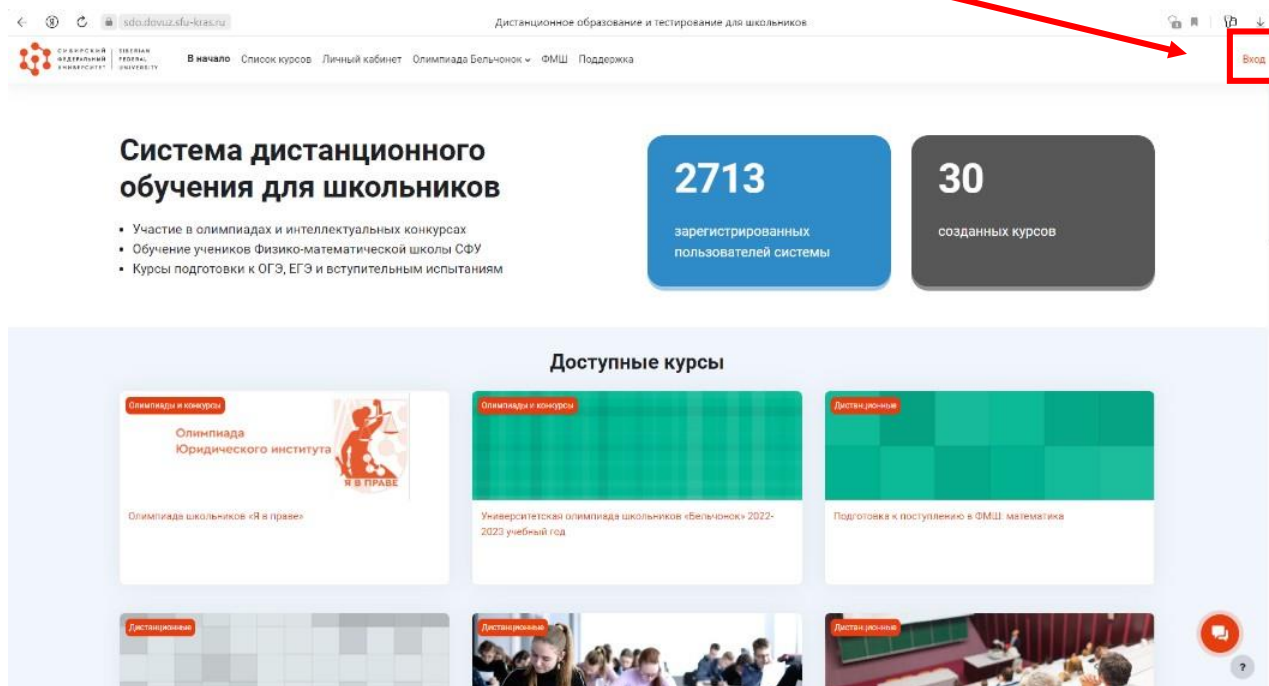 sdo.dovuz.sfu-kras.ru
Дистанционное образование и тестирование для школьников
СИБИРСКИЙ ФЕДЕРАЛЬНЫЙ УНИВЕРСИТЕТ
SIBERIAN FEDERAL UNIVERSITY
В начало Список курсов Личный кабинет Олимпиада Бельчонок ФМШ Поддержка
Вход
Система дистанционного
обучения для школьников
• Участие в олимпиадах и интеллектуальных конкурсах
• Обучение учеников Физико-математической школы СФУ
• Курсы подготовки к ОГЭ, ЕГЭ и вступительным испытаниям
2713
зарегистрированных
пользователей системы
30
созданных курсов
Доступные курсы
Олимпиады и конкурсы
Олимпиада
Юридического института
Я В ПРАВЕ
Олимпиада школьников «Я в праве»
Олимпиады и конкурсы
Университетская олимпиада школьников «Бельчонок» 2022-
2023 учебный год
Дистанционные
Подготовка к поступлению в ФМШ: математика
Дистанционные
Дистанционные
Дистанционные
?